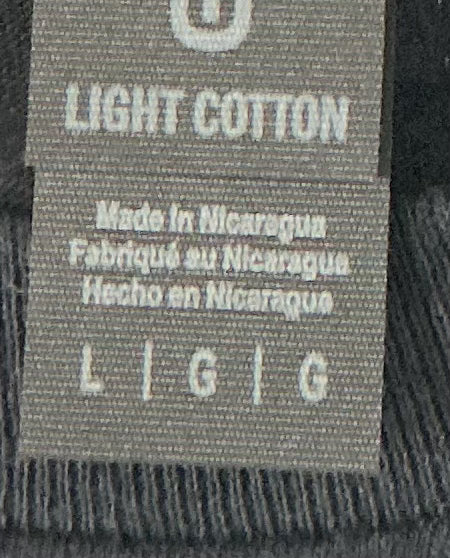 LIGHT COTTON
Made in Nicaragua
Fabriqué au Nicaragua
Hecho en Nicaragua
L | G | G